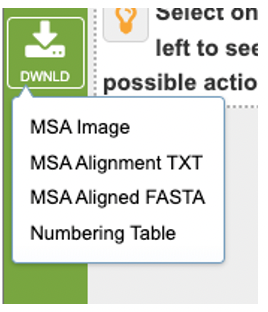 Select on
left to see
possible actio
DWNLD
MSA Image
MSA Alignment TXT
MSA Aligned FASTA
Numbering Table